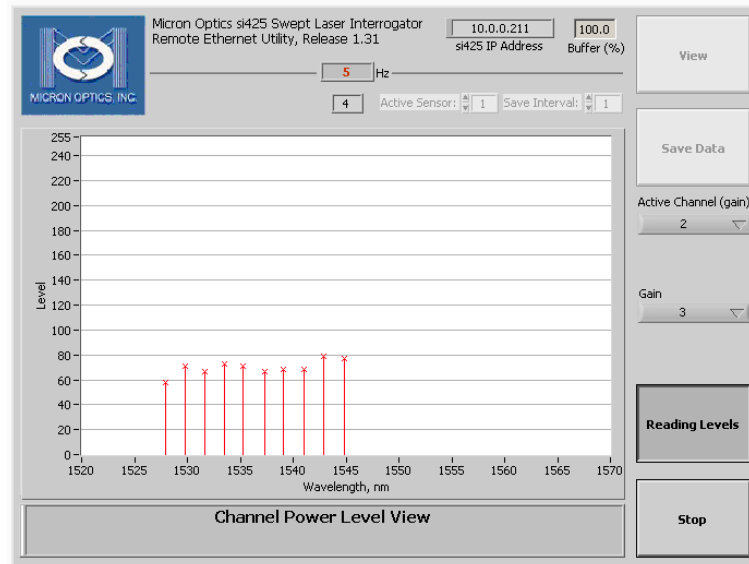 Micron Optics si425 Swept Laser Interrogator
Remote Ethernet Utility, Release 1.31
10.0.0.211
si425 IP Address
100.0
Buffer (%)
MICRON OPTICS, INC.
5 Hz
4
Active Sensor: 1
Save Interval: 1
View
Save Data
Active Channel (gain)
2
Gain
3
Reading Levels
Stop
255
240
220
200
180
160
140
120
100
80
60
40
20
0
Level
1520 1525 1530 1535 1540 1545 1550 1555 1560 1565 1570
Wavelength, nm
Channel Power Level View